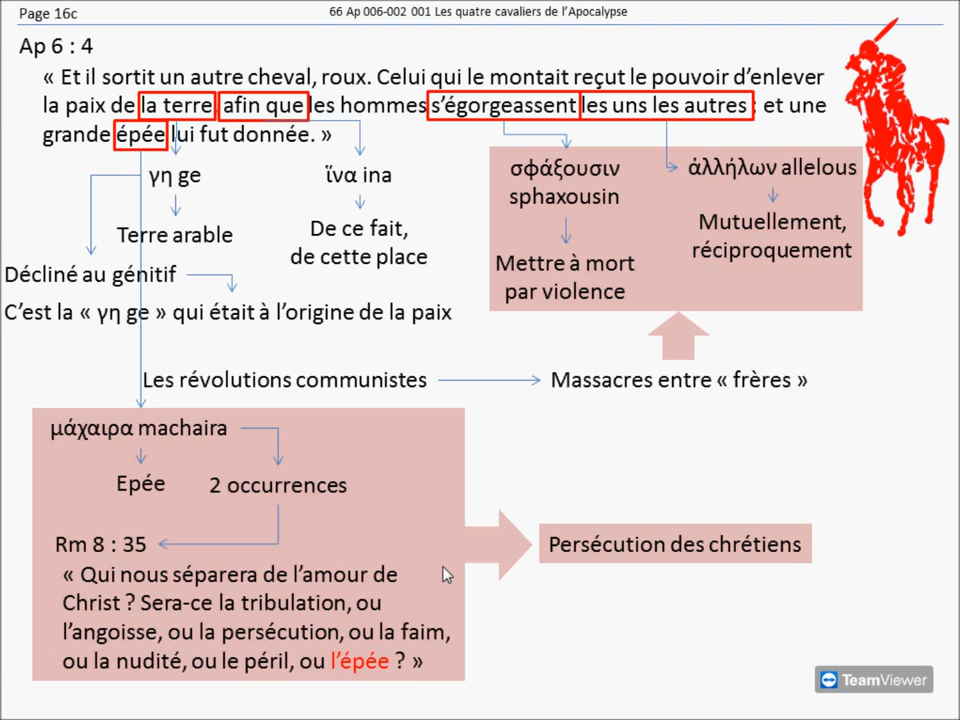 Page 16c
66 Ap 006-002 001 Les quatre cavaliers de l’Apocalypse
Ap 6 : 4
« Et il sortit un autre cheval, roux. Celui qui le montait reçut le pouvoir d’enlever
la paix de la terre, afin que les hommes s’égorgeassent les uns les autres ; et une
grande épée lui fut donnée. »
γη ge
ἵνα ina
σφάξουσιν
sphaxousin
ἀλλήλων allelous
Terre arable
De ce fait,
de cette place
Mutuellement,
réciproquement
Mettre à mort
par violence
Décliné au génitif
C’est la « γη ge » qui était à l’origine de la paix
Les révolutions communistes
Massacres entre « frères »
μάχαιρα machaira
Epée
2 occurrences
Rm 8 : 35
« Qui nous séparera de l’amour de
Christ ? Sera-ce la tribulation, ou
l’angoisse, ou la persécution, ou la faim,
ou la nudité, ou le péril, ou l’épée ? »
Persécution des chrétiens
TeamViewer